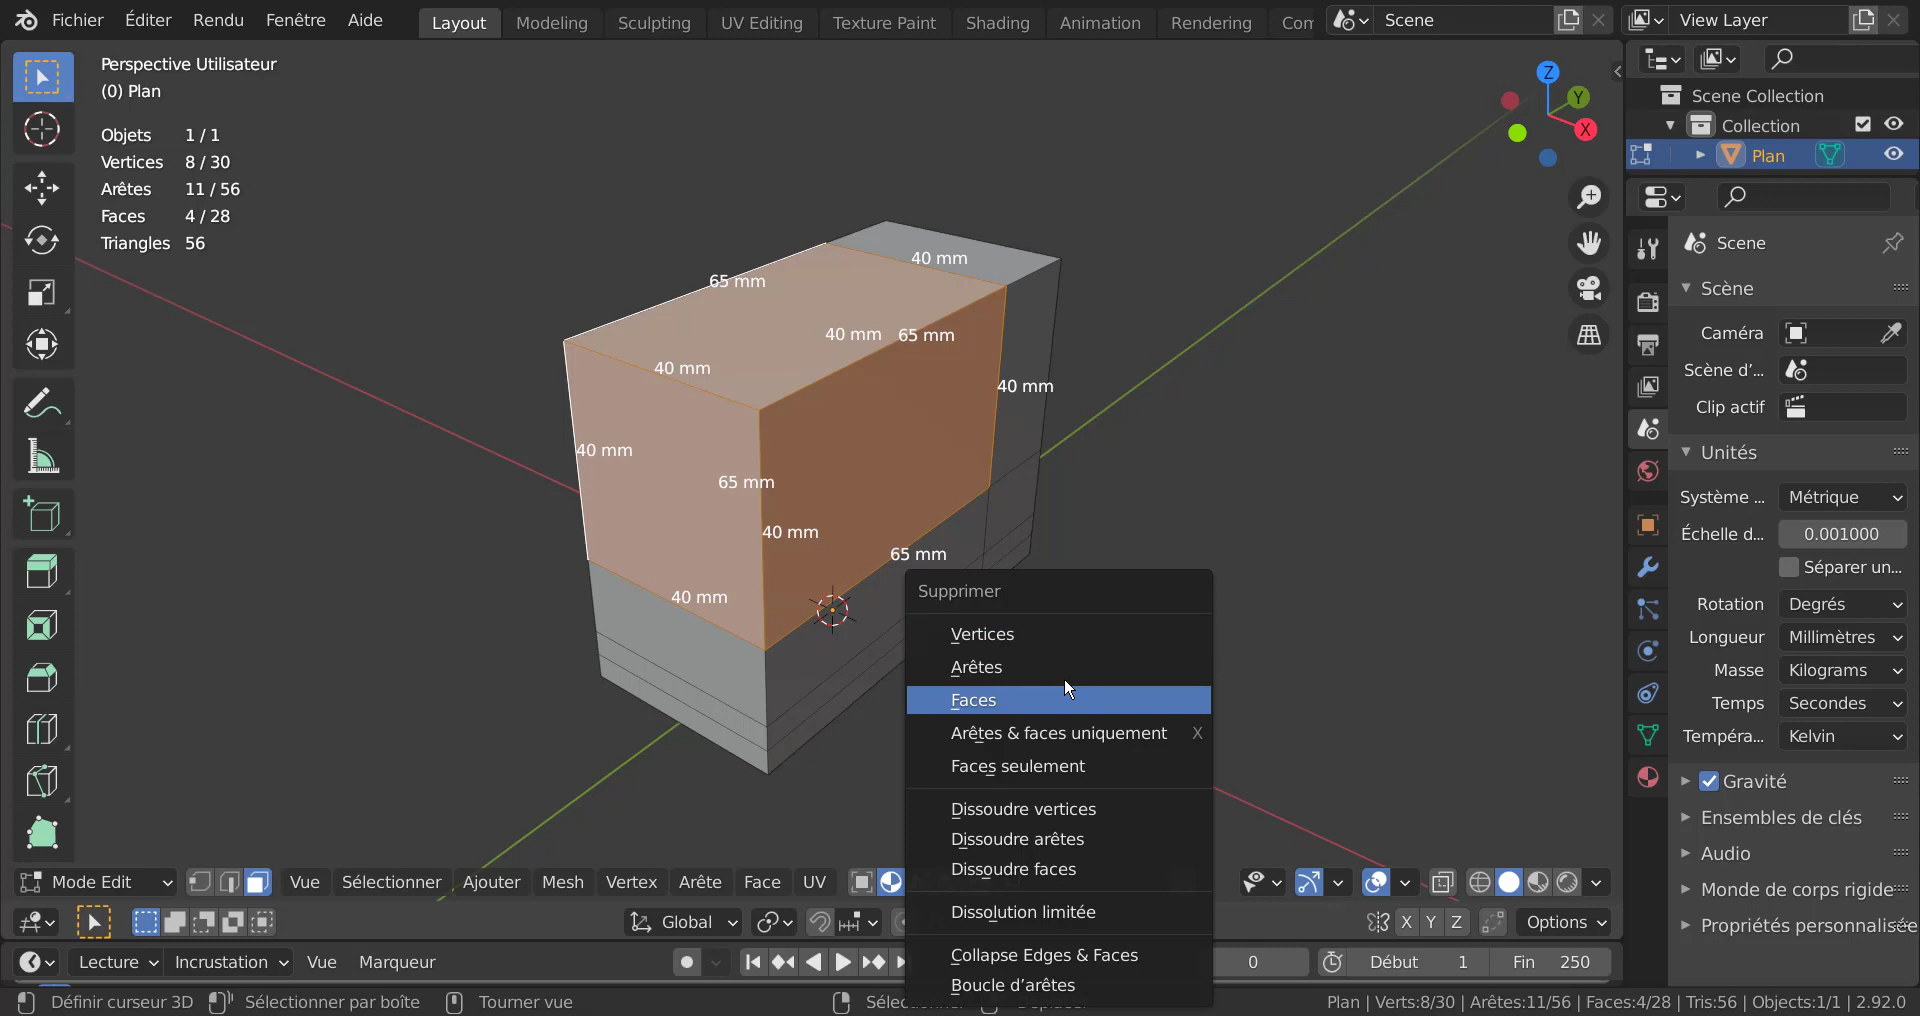 Fichier Éditer Rendu Fenêtre Aide
Layout Modeling Sculpting UV Editing Texture Paint Shading Animation Rendering Com
Scene
View Layer
Perspective Utilisateur
(0) Plan
Objets 1 / 1
Vertices 8 / 30
Arêtes 11 / 56
Faces 4 / 28
Triangles 56
Z
Y
X
40 mm
65 mm
40 mm
65 mm
40 mm
40 mm
40 mm
65 mm
40 mm
65 mm
40 mm
Supprimer
Vertices
Arêtes
Faces
Arêtes & faces uniquement X
Faces seulement
Dissoudre vertices
Dissoudre arêtes
Dissoudre faces
Dissolution limitée
Collapse Edges & Faces
Boucle d’arêtes
Scene Collection
Collection
Plan
Scene
Scène
Caméra
Scène d’...
Clip actif
Unités
Système ... Métrique
Échelle d... 0.001000
Séparer un...
Rotation Degrés
Longueur Millimètres
Masse Kilograms
Temps Secondes
Tempéra... Kelvin
Gravité
Ensembles de clés
Audio
Monde de corps rigide
Propriétés personnalisée
Mode Edit Vue Sélectionner Ajouter Mesh Vertex Arête Face UV
Global
X Y Z
Options
Lecture Incrustation Vue Marqueur
0
Début 1 Fin 250
Définir curseur 3D Sélectionner par boîte Tourner vue
Plan | Verts:8/30 | Arêtes:11/56 | Faces:4/28 | Tris:56 | Objects:1/1 | 2.92.0